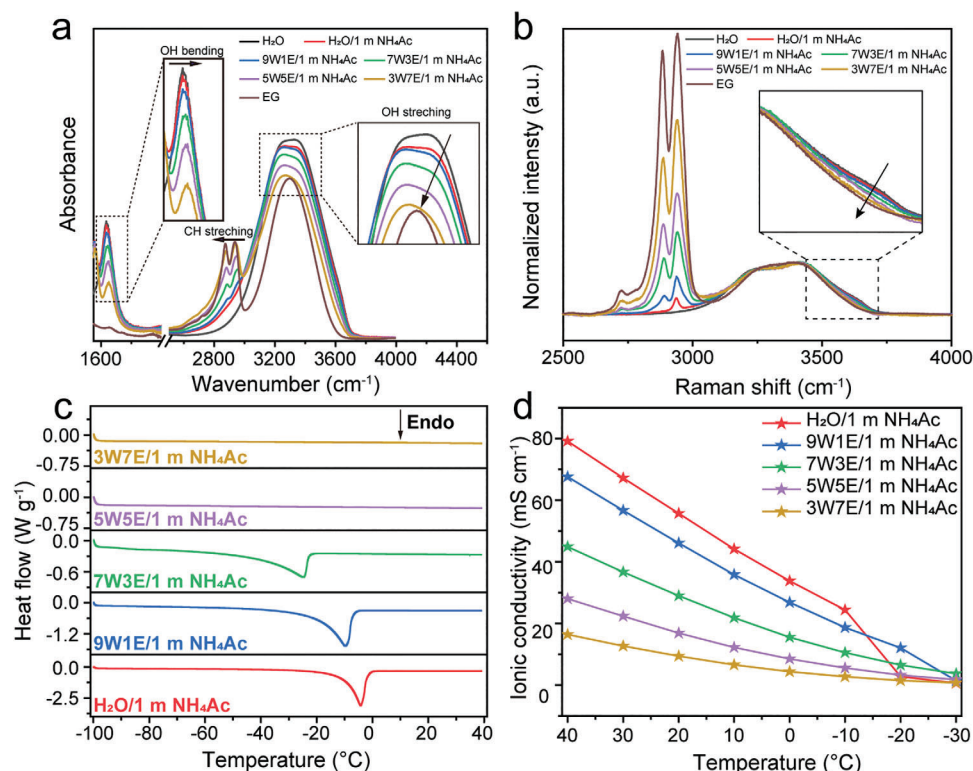 a
H₂O
H₂O/1 m NH₄Ac
9W1E/1 m NH₄Ac
7W3E/1 m NH₄Ac
5W5E/1 m NH₄Ac
3W7E/1 m NH₄Ac
EG
OH bending
OH streching
CH streching
Absorbance
1600
2800
3400
4000
4600
Wavenumber (cm⁻¹)
b
H₂O
H₂O/1 m NH₄Ac
9W1E/1 m NH₄Ac
7W3E/1 m NH₄Ac
5W5E/1 m NH₄Ac
3W7E/1 m NH₄Ac
EG
Normalized intensty (a.u.)
2500
3000
3500
4000
Raman shift (cm⁻¹)
c
Endo
0.00
-0.75
3W7E/1 m NH₄Ac
0.00
-0.75
5W5E/1 m NH₄Ac
0.0
-0.6
7W3E/1 m NH₄Ac
0.0
-1.2
9W1E/1 m NH₄Ac
0.0
-2.5
H₂O/1 m NH₄Ac
Heat flow (W g⁻¹)
-100
-80
-60
-40
-20
0
20
40
Temperature (°C)
d
H₂O/1 m NH₄Ac
9W1E/1 m NH₄Ac
7W3E/1 m NH₄Ac
5W5E/1 m NH₄Ac
3W7E/1 m NH₄Ac
Ionic conductivity (mS cm⁻¹)
80
60
40
20
0
40
30
20
10
0
-10
-20
-30
Temperature (°C)